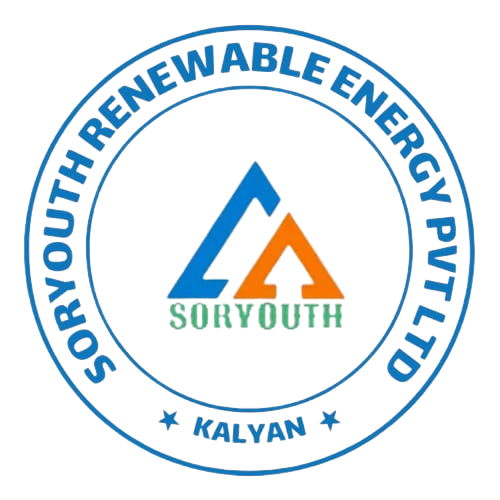 SORYOUTH RENEWABLE ENERGY PVT LTD
SORYOUTH
KALYAN